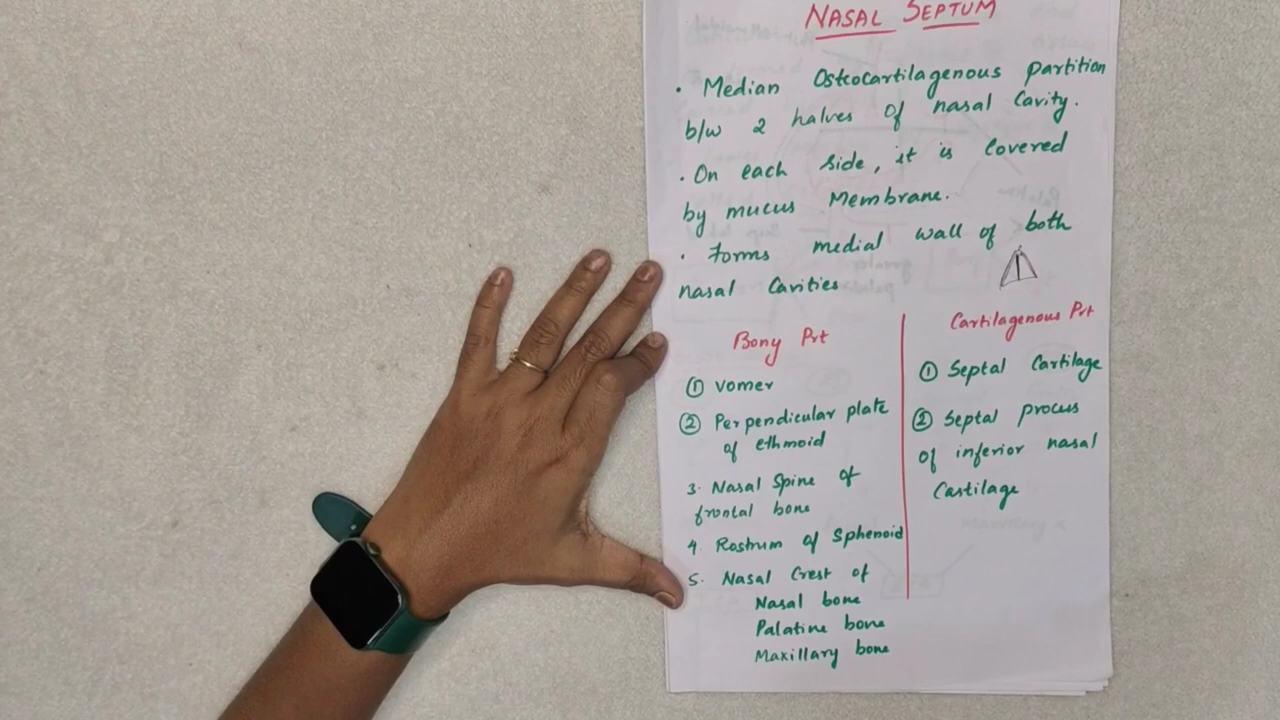 NASAL SEPTUM
· Median Osteocartilagenous partition
b/w 2 halves of nasal Cavity.
· On each side, it is covered
by mucus Membrane.
· forms medial wall of both
nasal Cavities
Bony Prt
① Vomer
② Perpendicular plate
of ethmoid
3. Nasal Spine of
frontal bone
4. Rostrum of Sphenoid
5. Nasal Crest of
Nasal bone
Palatine bone
Maxillary bone
Cartilagenous Prt
① Septal Cartilage
② Septal process
of inferior nasal
Cartilage